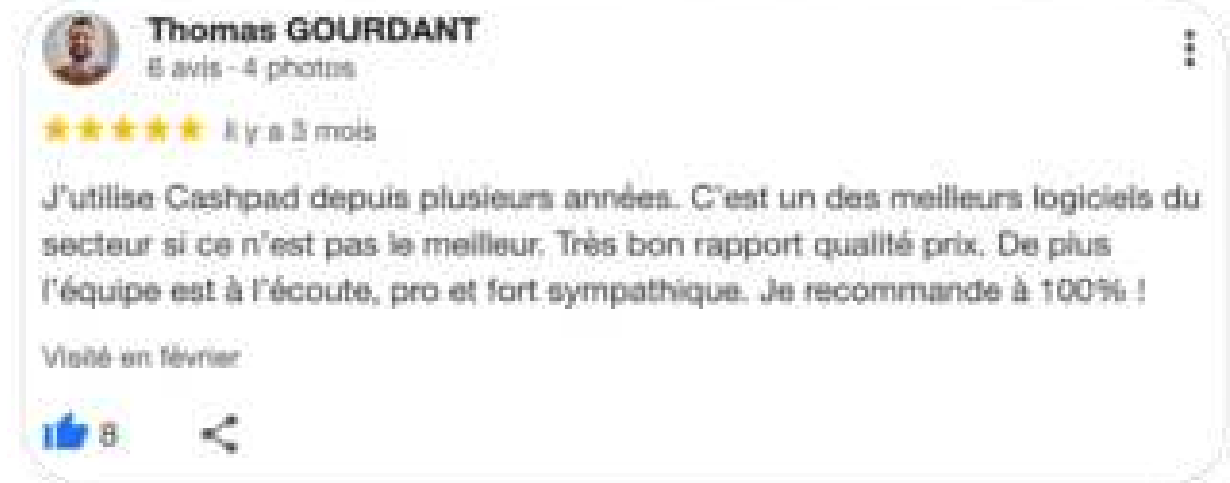 Thomas GOURDANT
6 avis · 4 photos
Il y a 3 mois
J'utilise Cashpad depuis plusieurs années. C'est un des meilleurs logiciels du
secteur si ce n'est pas le meilleur. Très bon rapport qualité prix. De plus
l'équipe est à l'écoute, pro et fort sympathique. Je recommande à 100% !
Visité en février
8